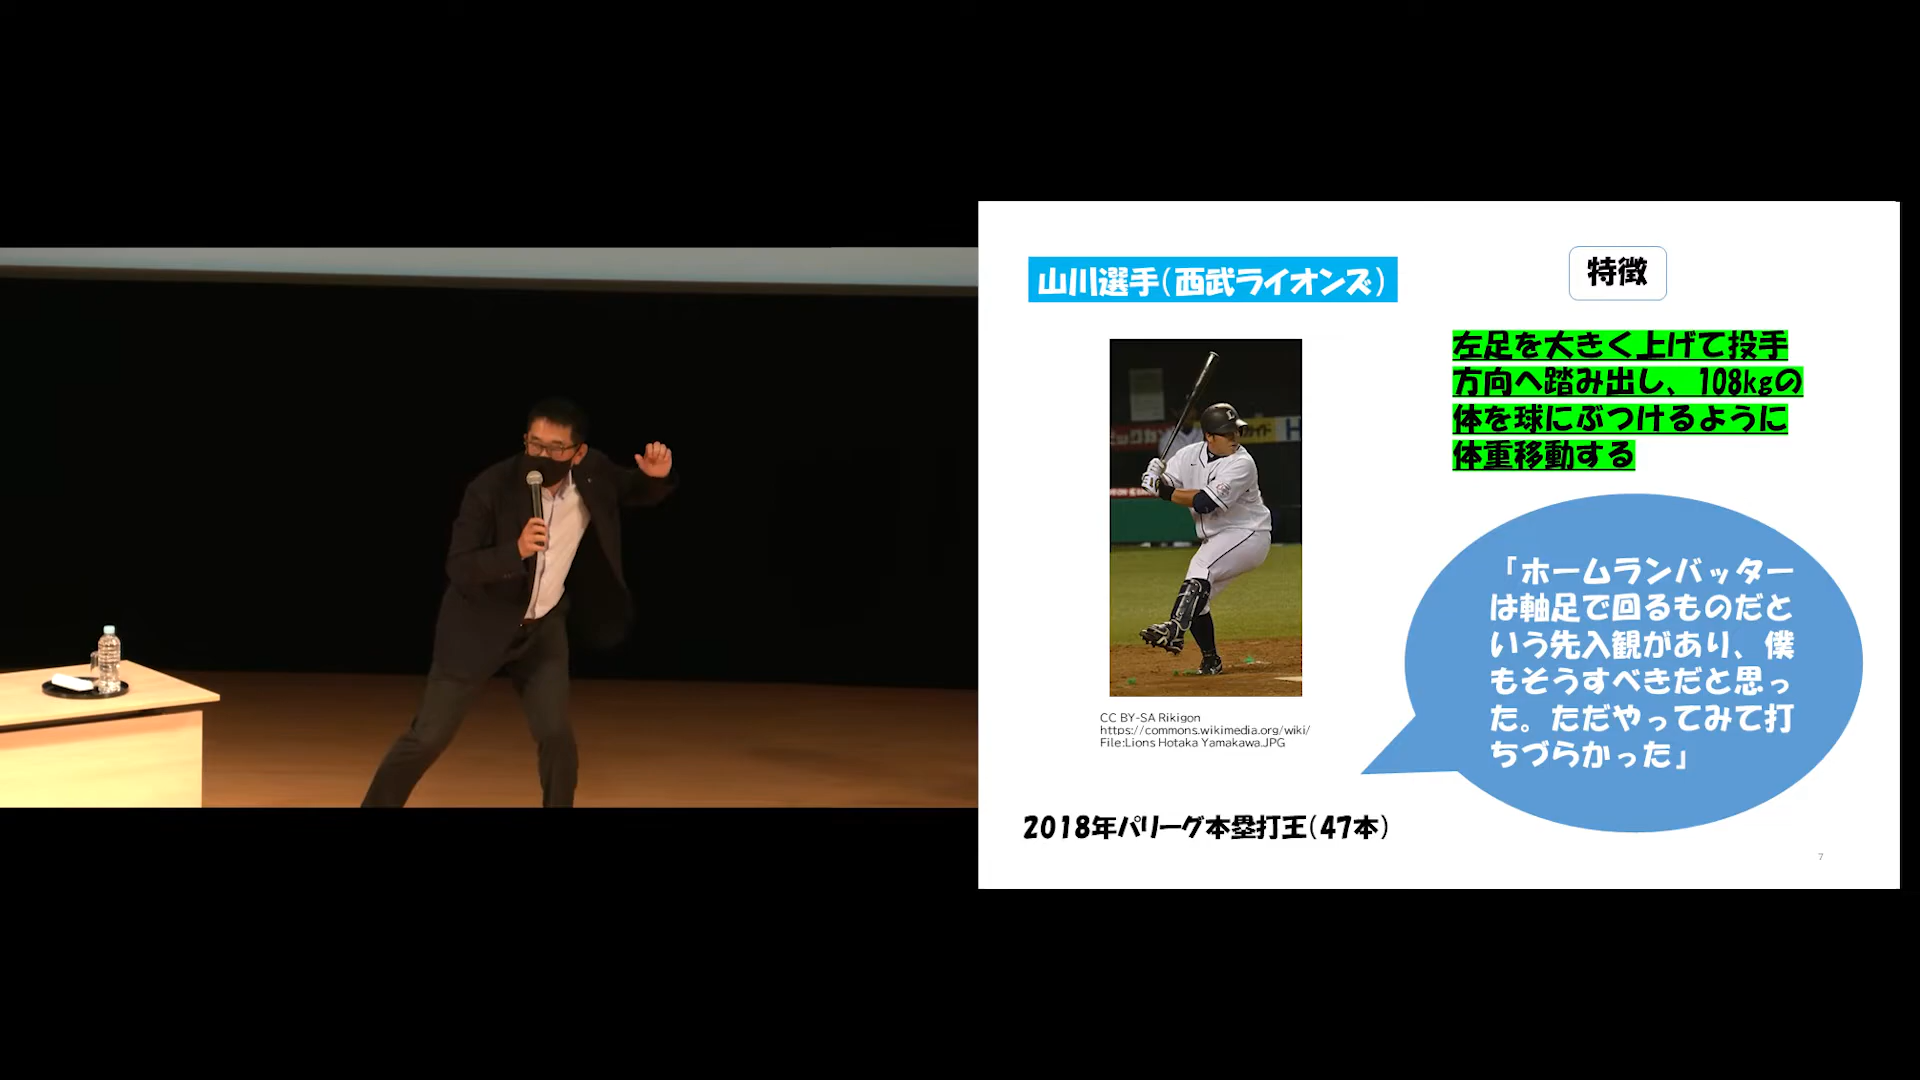 山川選手(西武ライオンズ)
特徴
左足を大きく上げて投手
方向へ踏み出し、108kgの
体を球にぶつけるように
体重移動する
「ホームランバッター
は軸足で回るものだと
いう先入観があり、僕
もそうすべきだと思っ
た。ただやってみて打
ちづらかった」
CC BY-SA Rikigon
https://commons.wikimedia.org/wiki/
File:Lions Hotaka Yamakawa.JPG
2018年パリーグ本塁打王(47本)
7